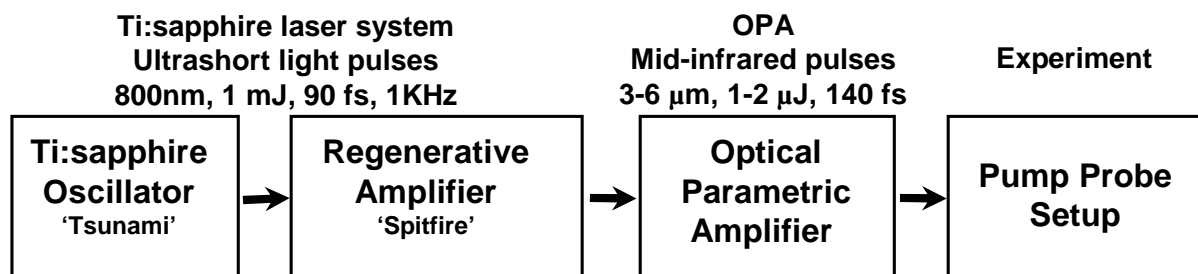 Ti:sapphire laser system
Ultrashort light pulses
800nm, 1 mJ, 90 fs, 1KHz
OPA
Mid-infrared pulses
3-6 μm, 1-2 μJ, 140 fs
Experiment
Ti:sapphire
Oscillator
‘Tsunami’
Regenerative
Amplifier
‘Spitfire’
Optical
Parametric
Amplifier
Pump Probe
Setup